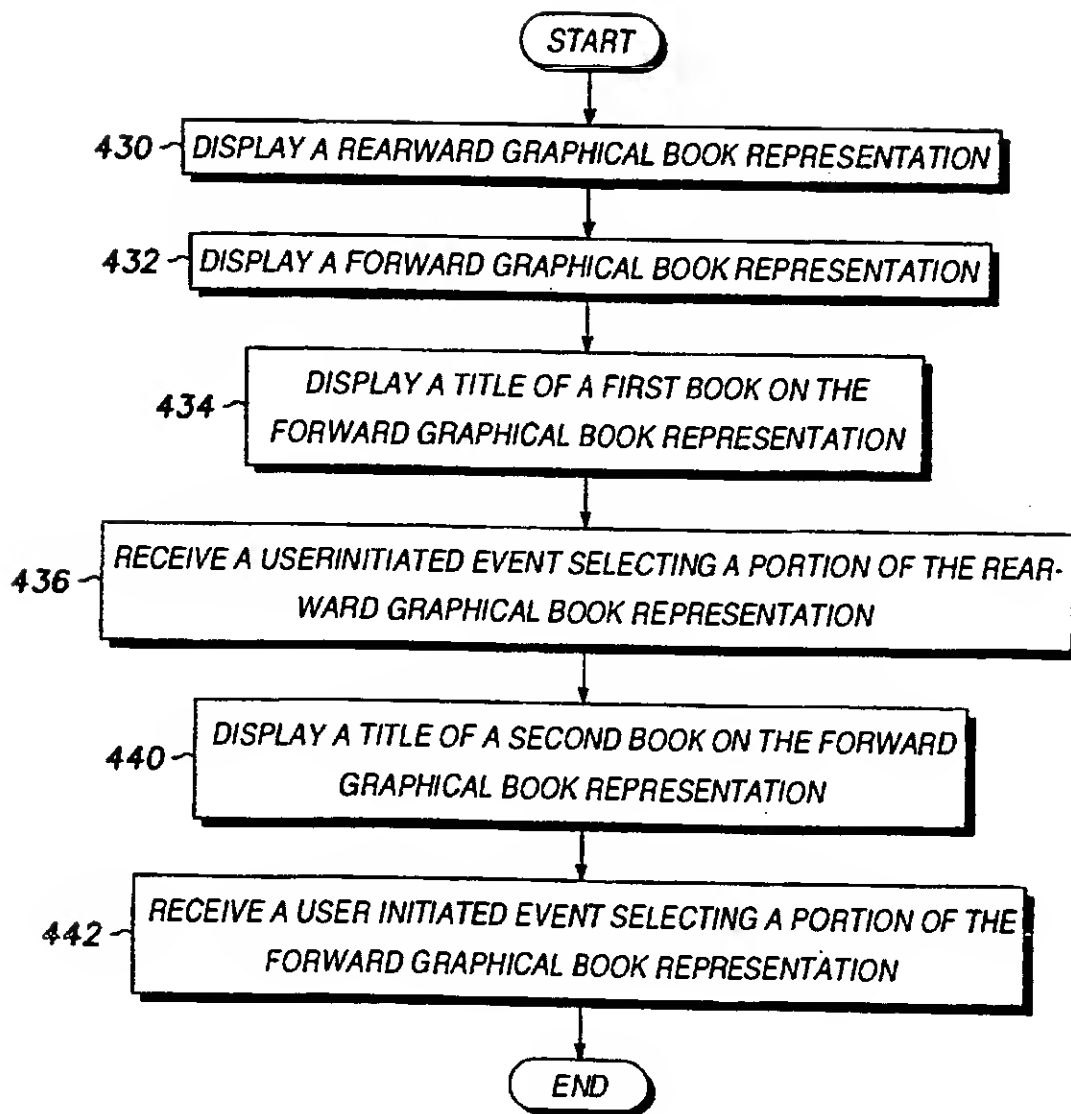 START
430 DISPLAY A REARWARD GRAPHICAL BOOK REPRESENTATION
432 DISPLAY A FORWARD GRAPHICAL BOOK REPRESENTATION
DISPLAY A TITLE OF A FIRST BOOK ON THE
434
FORWARD GRAPHICAL BOOK REPRESENTATION
RECEIVE A USERINITIATED EVENT SELECTING A PORTION OF THE REAR-
436
WARD GRAPHICAL BOOK REPRESENTATION
DISPLAY A TITLE OF A SECOND BOOK ON THE FORWARD
440
GRAPHICAL BOOK REPRESENTATION
RECEIVE A USER INITIATED EVENT SELECTING A PORTION OF THE
442
FORWARD GRAPHICAL BOOK REPRESENTATION
END